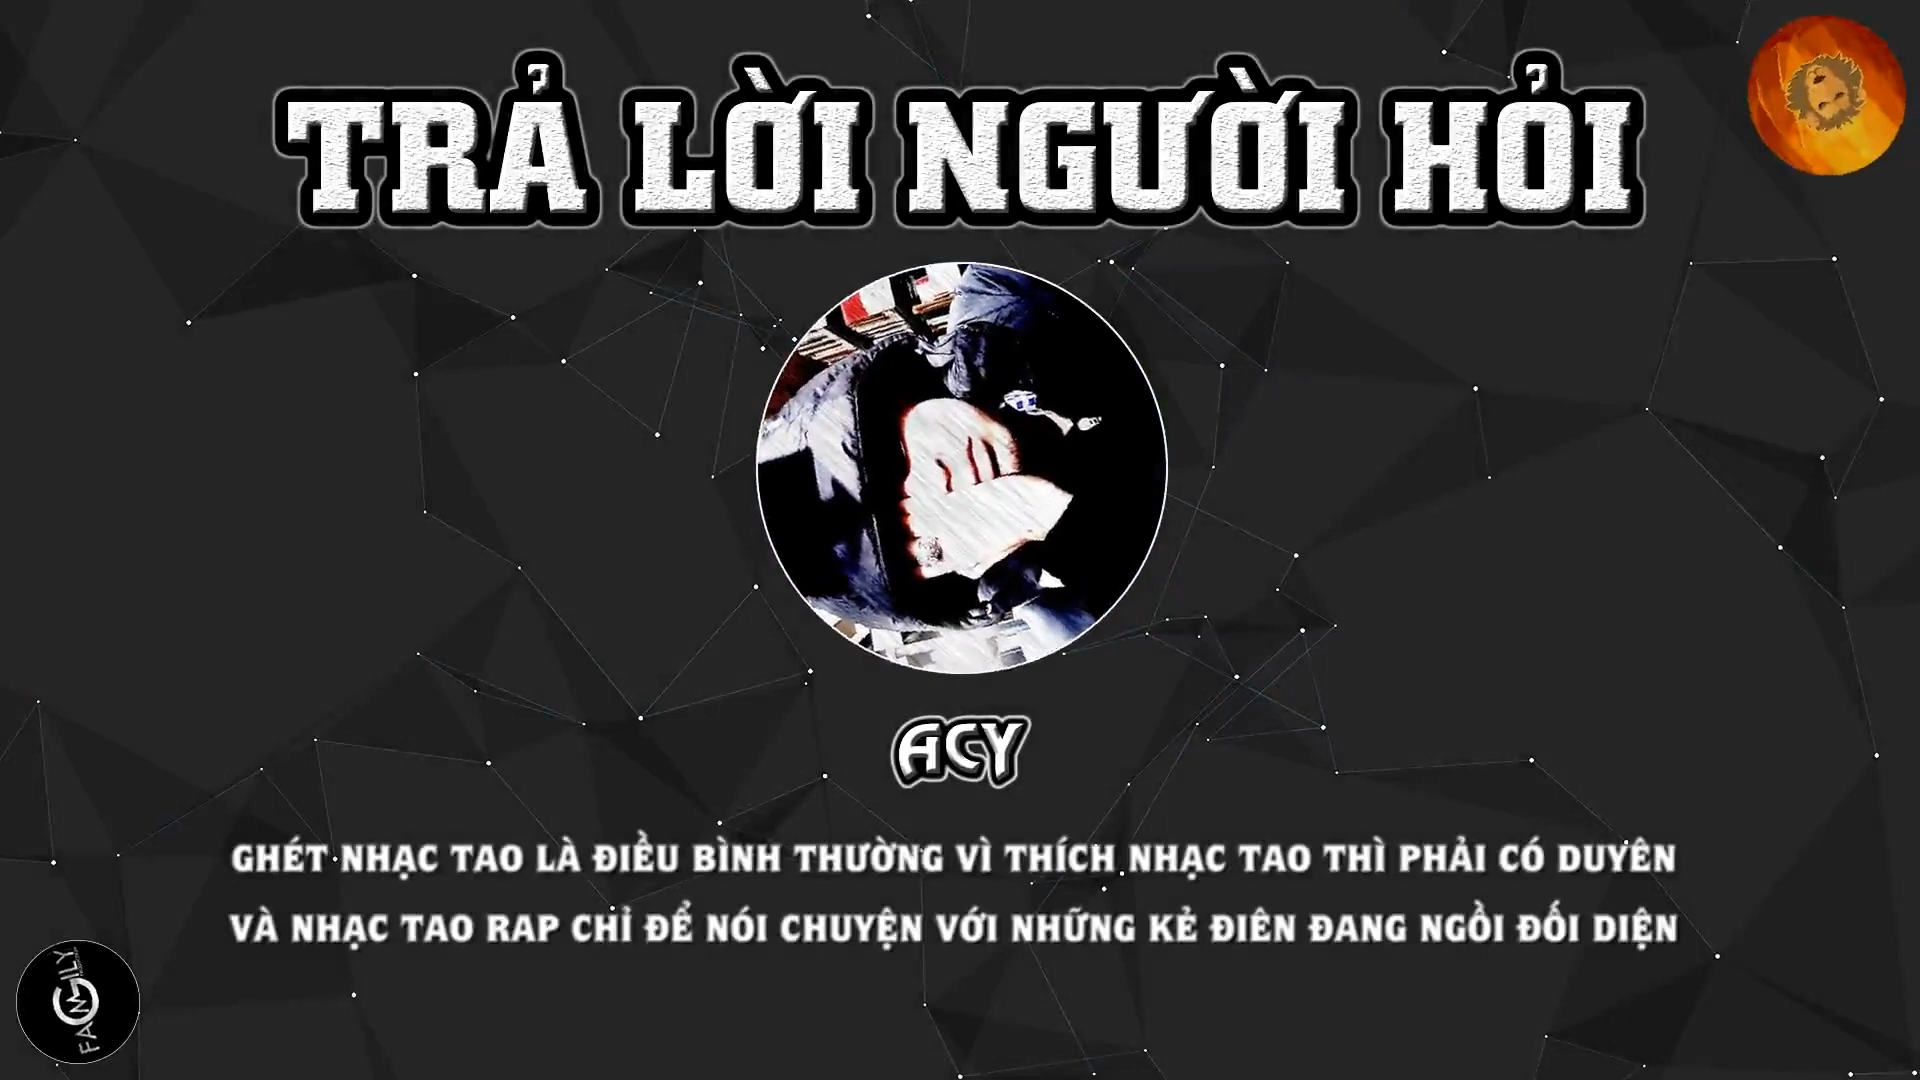 TRẢ LỜI NGƯỜI HỎI
ACY
GHÉT NHẠC TAO LÀ ĐIỀU BÌNH THƯỜNG VÌ THÍCH NHẠC TAO THÌ PHẢI CÓ DUYÊN
VÀ NHẠC TAO RAP CHỈ ĐỂ NÓI CHUYỆN VỚI NHỮNG KẺ ĐIÊN ĐANG NGỒI ĐỐI DIỆN
FAMILY